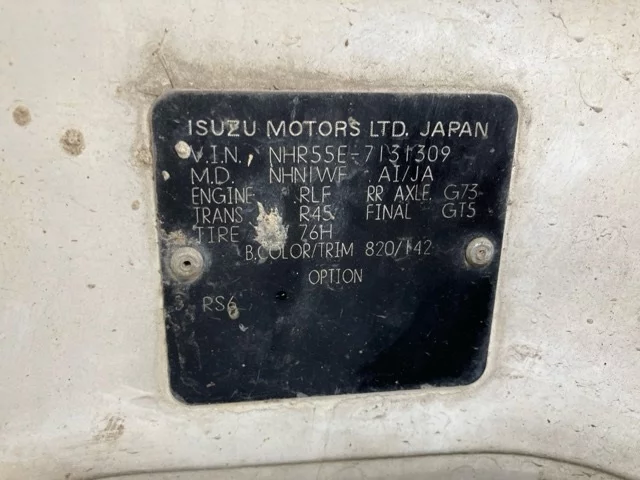 ISUZU MOTORS LTD. JAPAN
V.I.N. NHR55E-7131309
M.D. NHN1WF AI/JA
ENGINE RLF RR AXLE G73
TRANS R45 FINAL GT5
TIRE 76H
B.COLOR/TRIM 820/142
OPTION
3 RS6